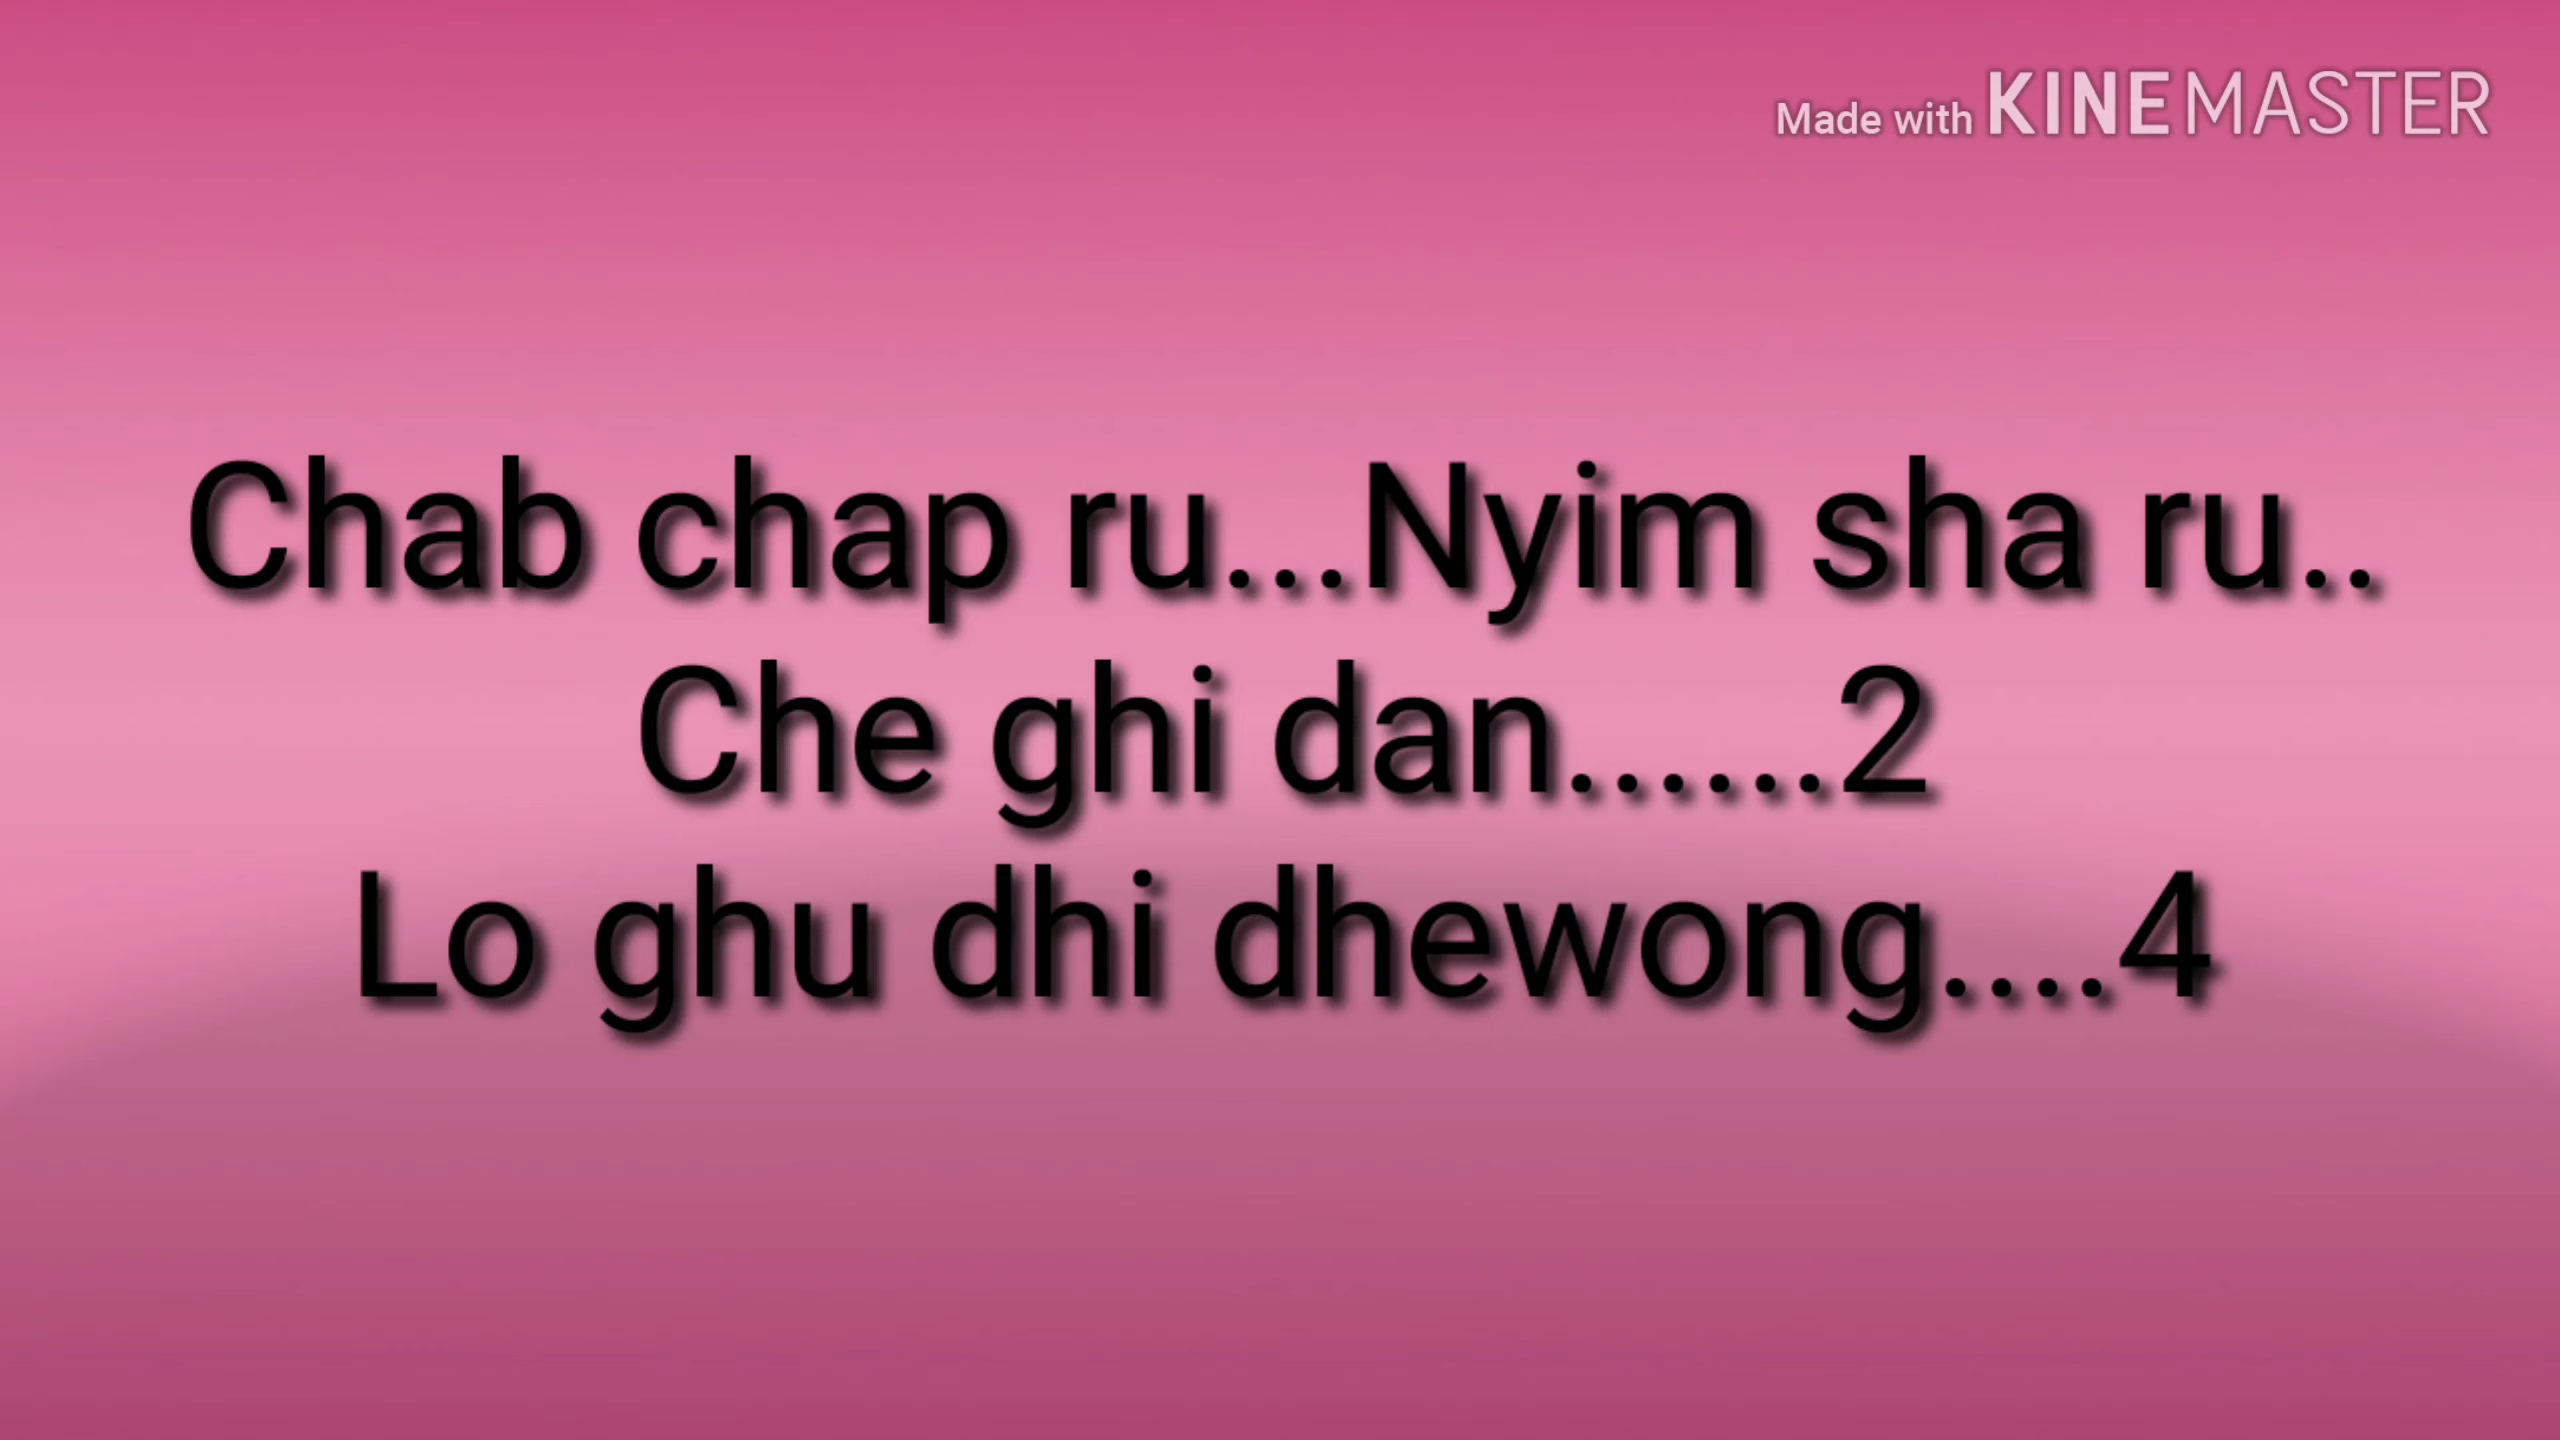 Made with KINEMASTER
Chab chap ru...Nyim sha ru..
Che ghi dan......2
Lo ghu dhi dhewong....4